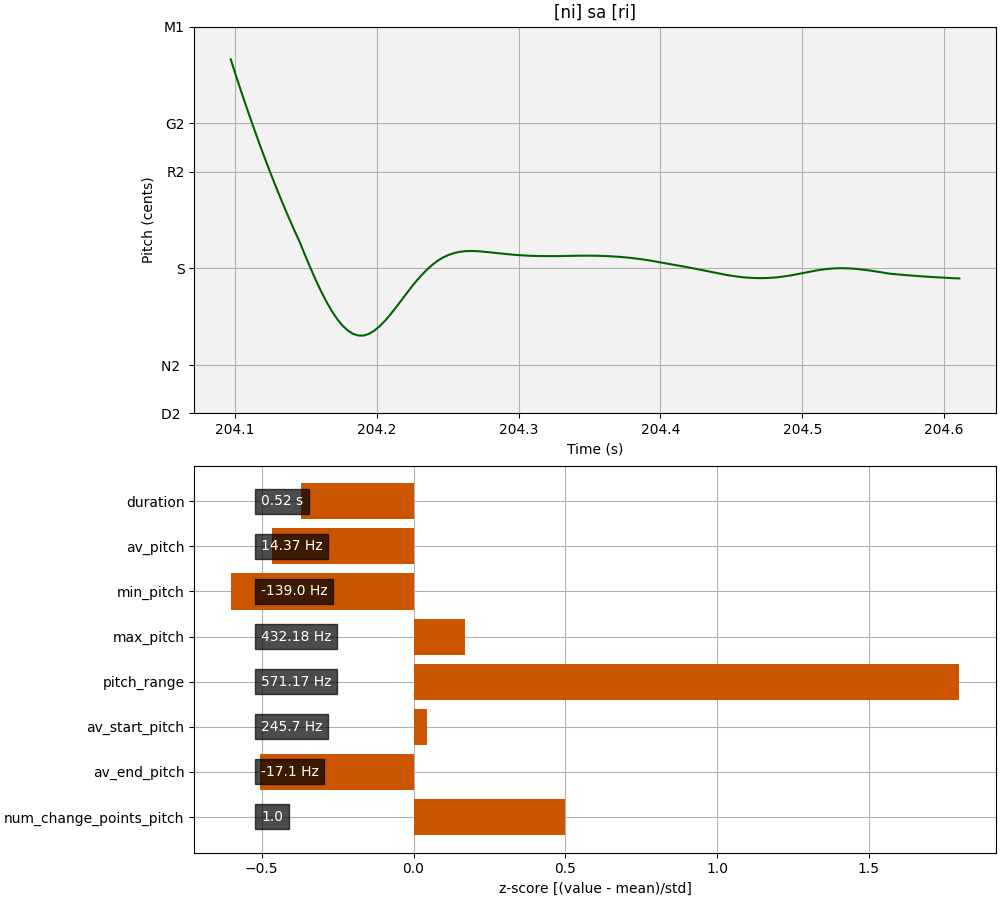 [ni] sa [ri]
M1
G2
R2
S
N2
D2
Pitch (cents)
204.1 204.2 204.3 204.4 204.5 204.6
Time (s)
duration 0.52 s
av_pitch 14.37 Hz
min_pitch -139.0 Hz
max_pitch 432.18 Hz
pitch_range 571.17 Hz
av_start_pitch 245.7 Hz
av_end_pitch -17.1 Hz
num_change_points_pitch 1.0
−0.5 0.0 0.5 1.0 1.5
z-score [(value - mean)/std]